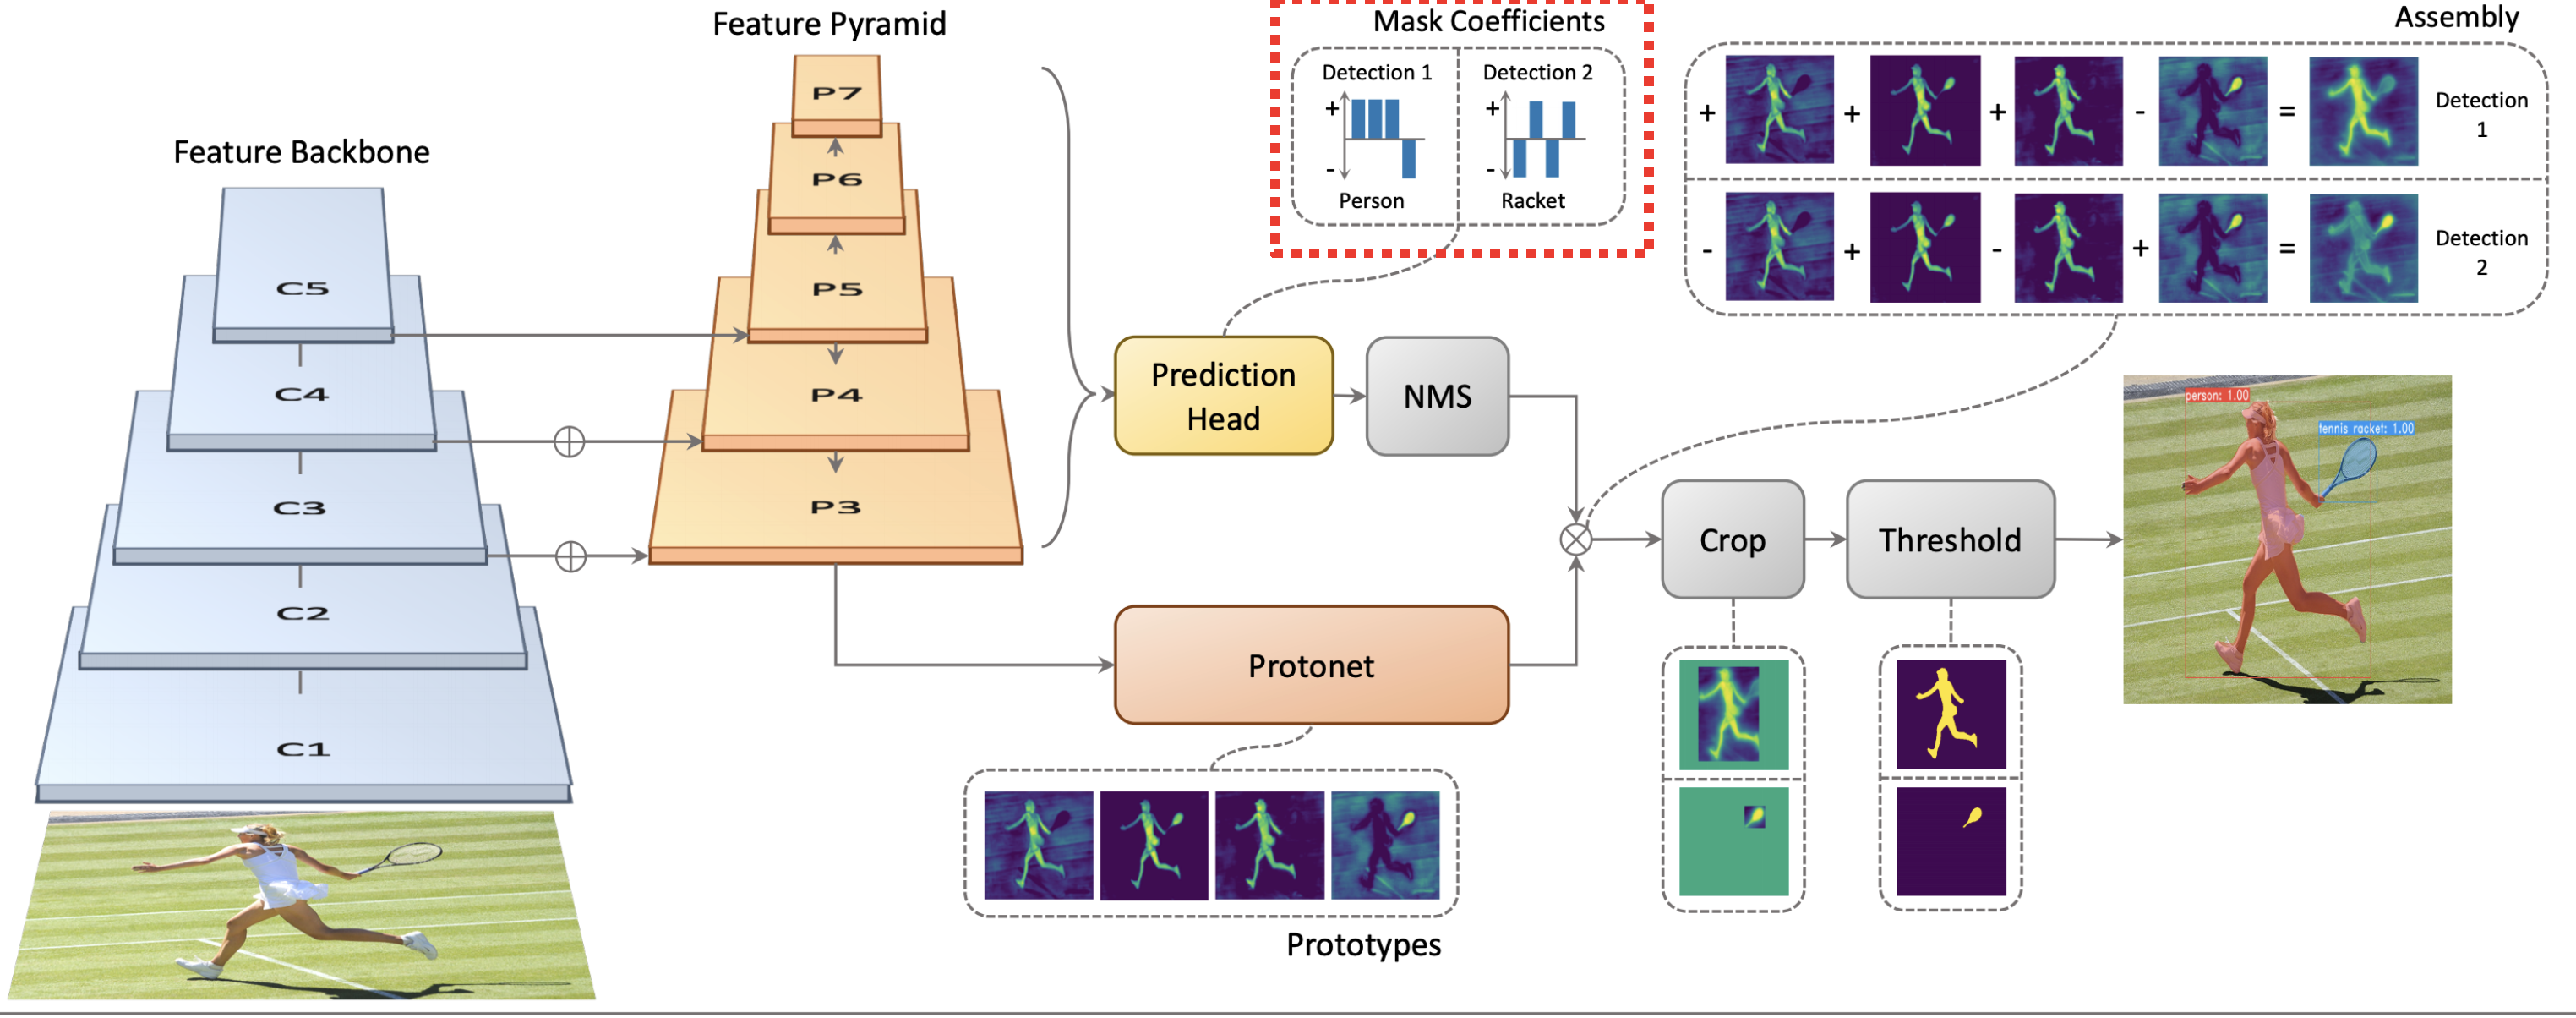 Feature Backbone
C5
C4
C3
C2
C1
Feature Pyramid
P7
P6
P5
P4
P3
Mask Coefficients
Detection 1
+
-
Person
Detection 2
+
-
Racket
Assembly
+ + + - =
Detection
1
- + - + =
Detection
2
Prediction
Head
NMS
Protonet
Prototypes
Crop
Threshold
person: 1.00
tennis racket: 1.00